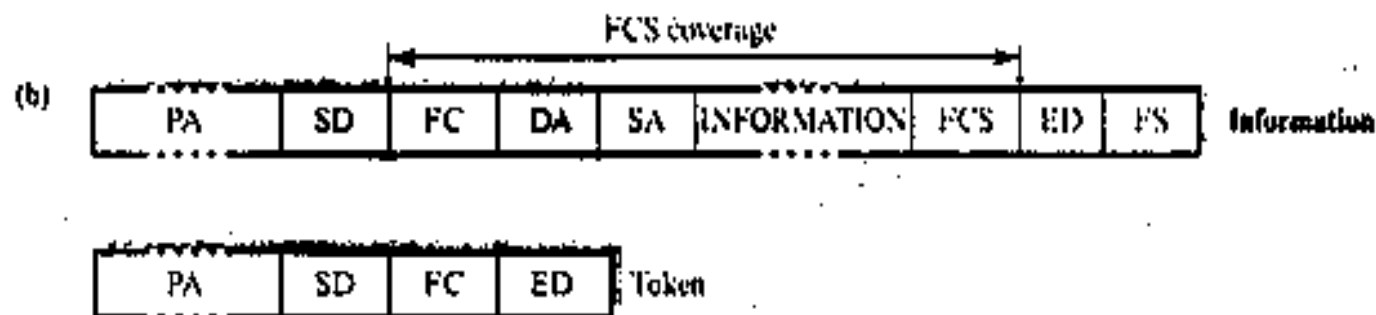 FCS coverage
(b) PA SD FC DA SA INFORMATION FCS ED FS Information
PA SD FC ED Token